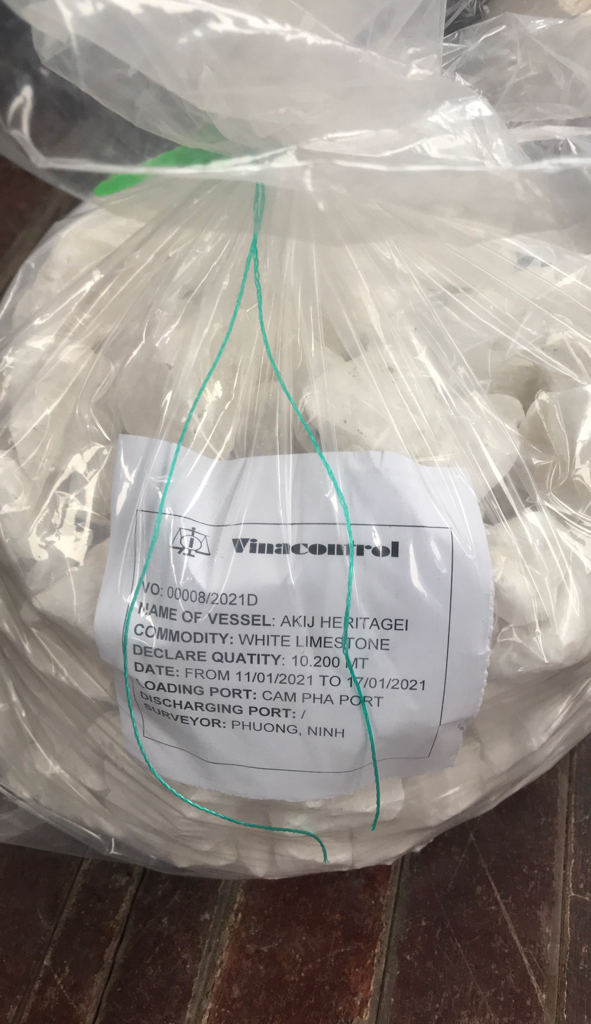 Vinacontrol
VO: 00008/2021D
NAME OF VESSEL: AKIJ HERITAGEI
COMMODITY: WHITE LIMESTONE
DECLARE QUATITY: 10.200 MT
DATE: FROM 11/01/2021 TO 17/01/2021
LOADING PORT: CAM PHA PORT
DISCHARGING PORT: /
SURVEYOR: PHUONG, NINH